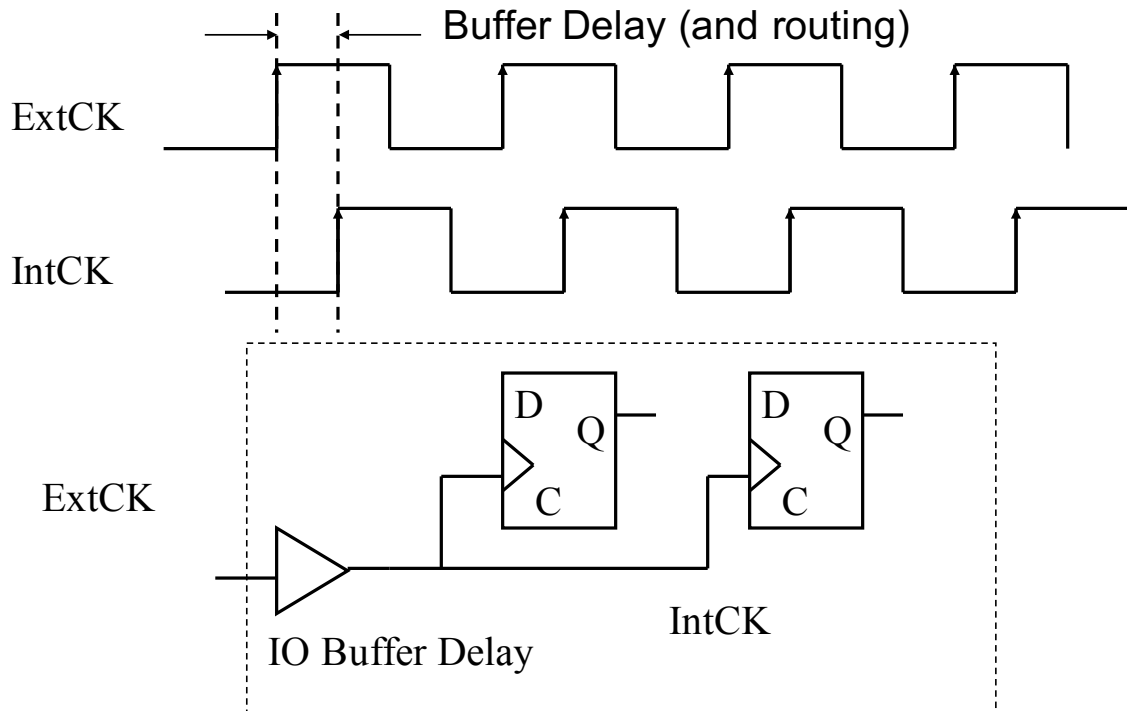 Buffer Delay (and routing)
ExtCK
IntCK
D
Q
C
D
Q
C
ExtCK
IntCK
IO Buffer Delay